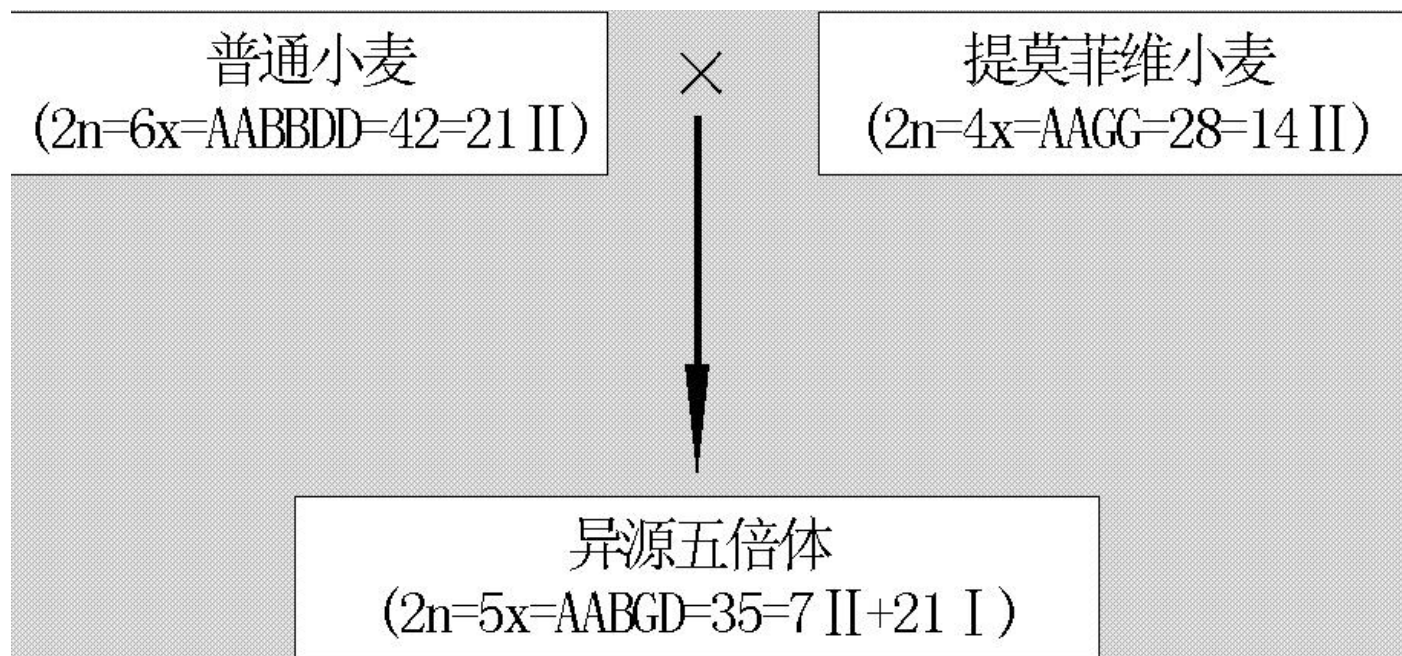 普通小麦
(2n=6x=AABBDD=42=21Ⅱ)
×
提莫菲维小麦
(2n=4x=AAGG=28=14Ⅱ)
异源五倍体
(2n=5x=AABGD=35=7Ⅱ+21Ⅰ)